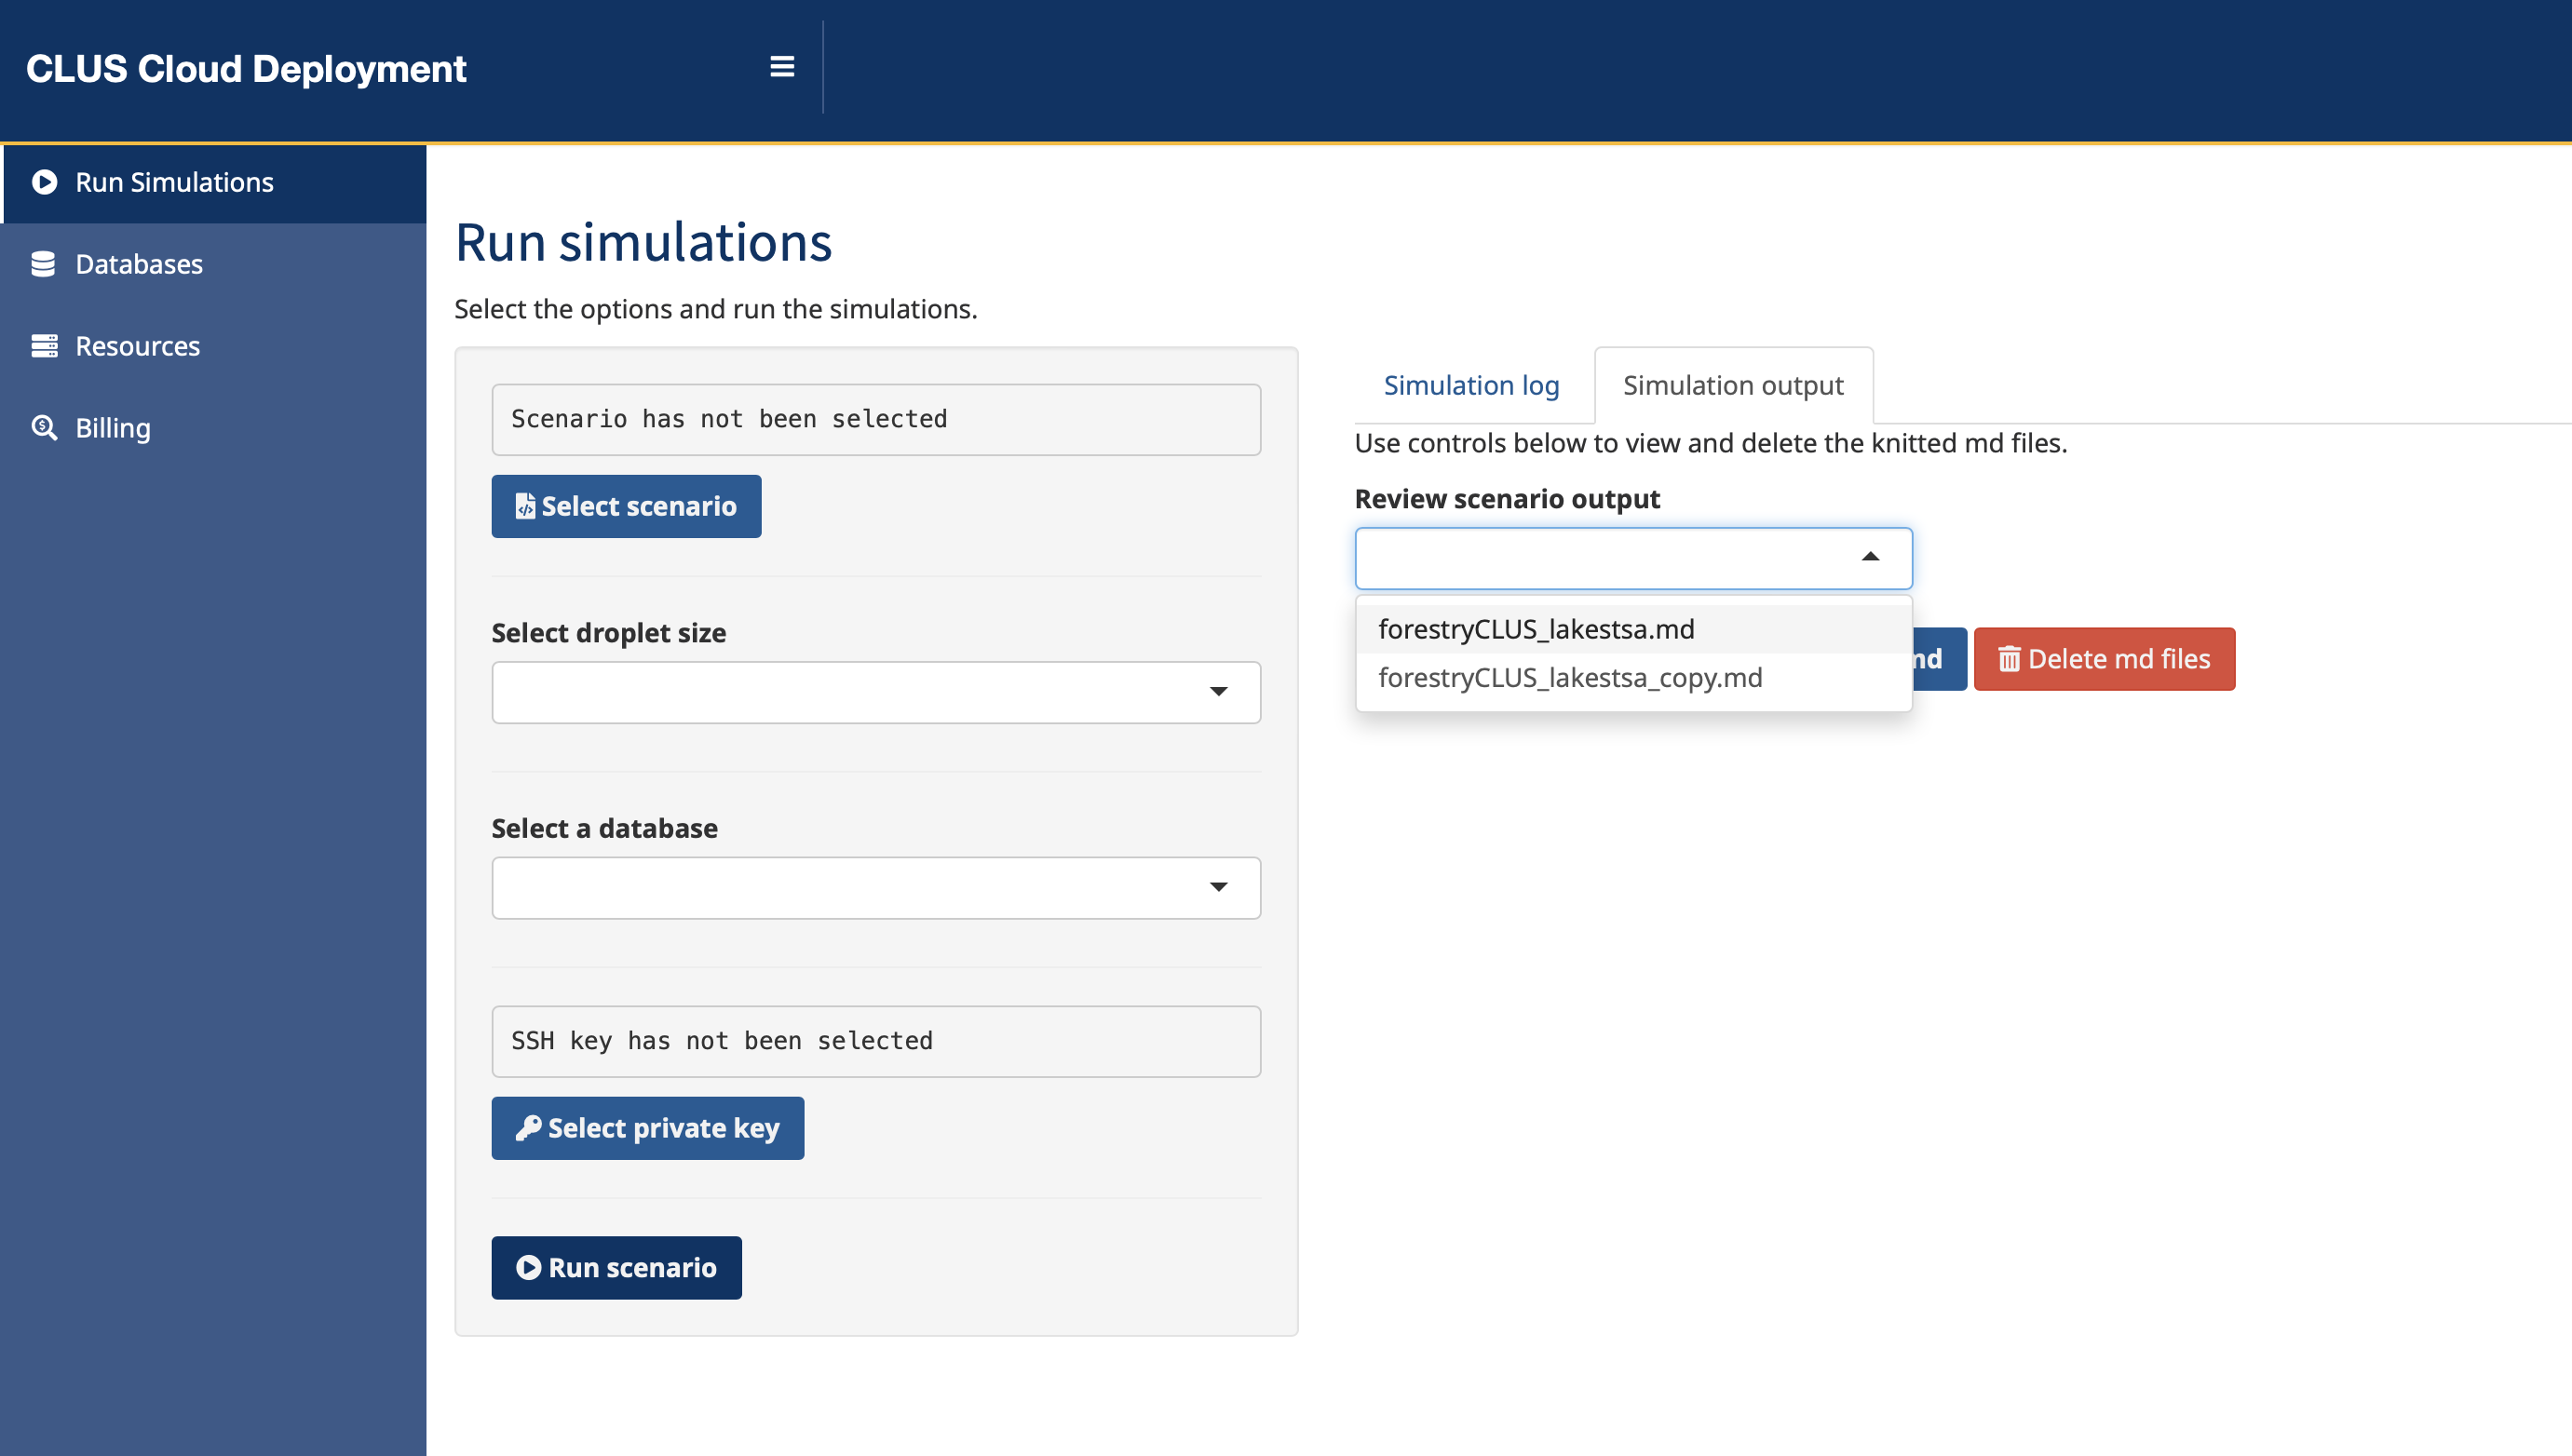 CLUS Cloud Deployment
Run Simulations
Databases
Resources
Billing
Run simulations
Select the options and run the simulations.
Scenario has not been selected
Select scenario
Select droplet size
Select a database
SSH key has not been selected
Select private key
Run scenario
Simulation log
Simulation output
Use controls below to view and delete the knitted md files.
Review scenario output
forestryCLUS_lakestsa.md
forestryCLUS_lakestsa_copy.md
Delete md files